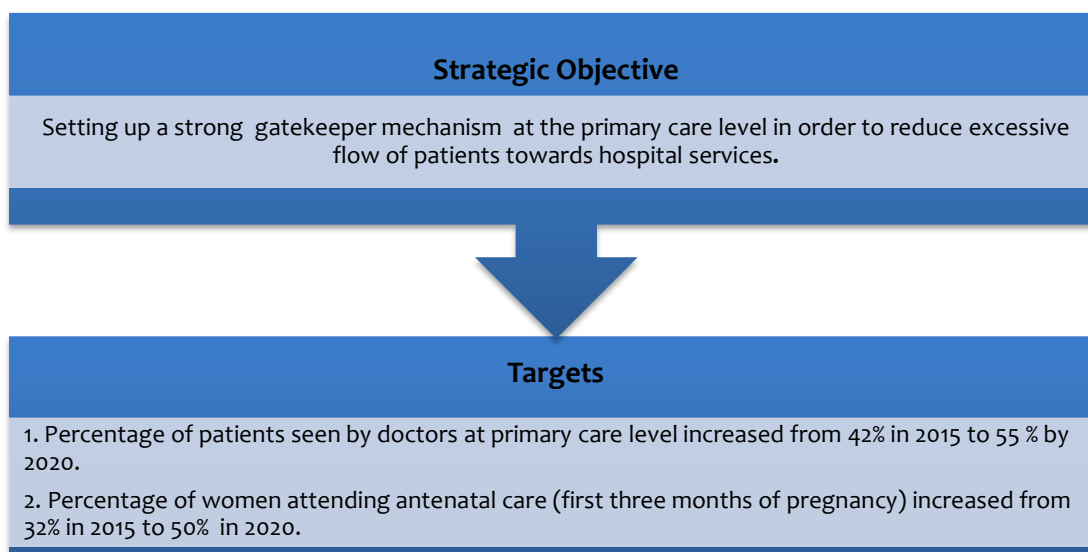 Strategic Objective
Setting up a strong gatekeeper mechanism at the primary care level in order to reduce excessive
flow of patients towards hospital services.
Targets
1. Percentage of patients seen by doctors at primary care level increased from 42% in 2015 to 55 % by
2020.
2. Percentage of women attending antenatal care (first three months of pregnancy) increased from
32% in 2015 to 50% in 2020.